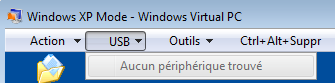 Windows XP Mode - Windows Virtual PC
Action USB Outils Ctrl+Alt+Suppr
Aucun périphérique trouvé